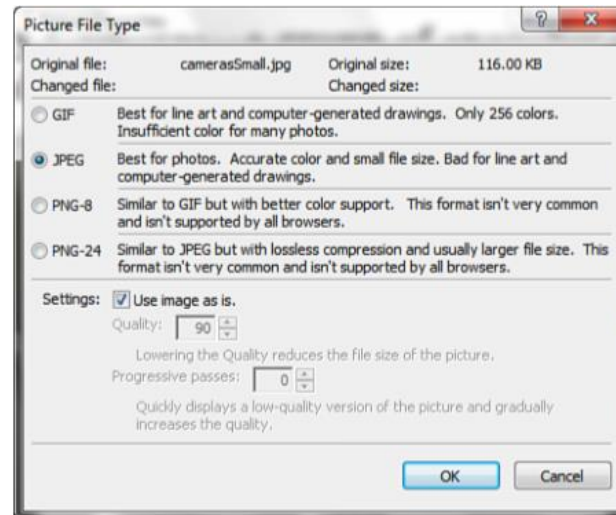 Picture File Type
Original file: camerasSmall.jpg Original size: 116.00 KB
Changed file: Changed size:
GIF Best for line art and computer-generated drawings. Only 256 colors.
Insufficient color for many photos.
JPEG Best for photos. Accurate color and small file size. Bad for line art and
computer-generated drawings.
PNG-8 Similar to GIF but with better color support. This format isn't very common
and isn't supported by all browsers.
PNG-24 Similar to JPEG but with lossless compression and usually larger file size. This
format isn't very common and isn't supported by all browsers.
Settings: Use image as is.
Quality: 90
Lowering the Quality reduces the file size of the picture.
Progressive passes: 0
Quickly displays a low-quality version of the picture and gradually
increases the quality.
OK Cancel